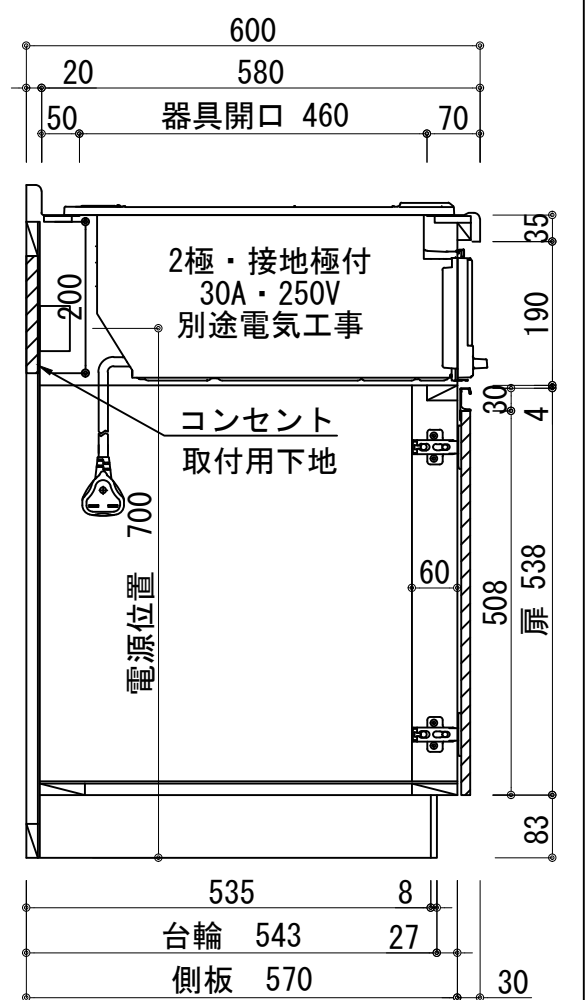 600
20 580
50 器具開口 460 70
35
2極・接地極付
30A・250V
別途電気工事
200
190
コンセント
取付用下地
30
4
電源位置 700
60
508
扉 538
83
535 8
台輪 543 27
側板 570 30